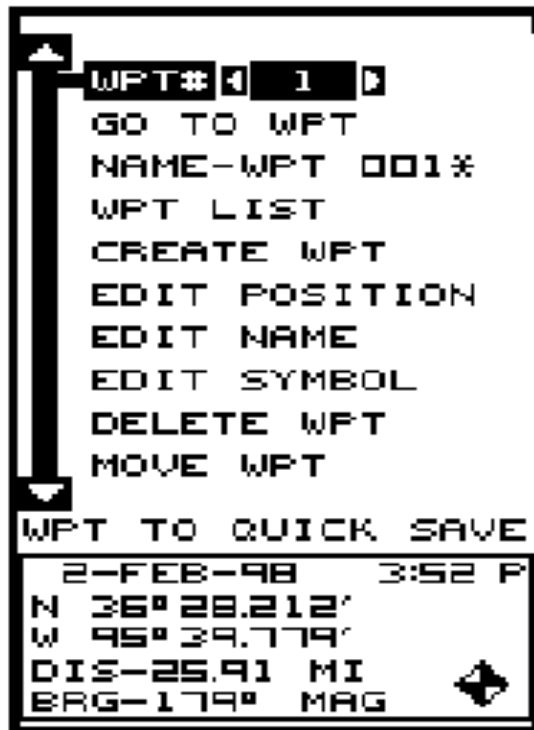 WPT# 1
GO TO WPT
NAME-WPT 001*
WPT LIST
CREATE WPT
EDIT POSITION
EDIT NAME
EDIT SYMBOL
DELETE WPT
MOVE WPT
WPT TO QUICK SAVE
2-FEB-98 3:52 P
N 36° 28.212'
W 95° 39.779'
DIS-25.91 MI
BRG-179° MAG